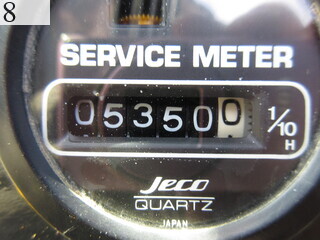 8
SERVICE METER
053500 1/10 H
Jeco
QUARTZ
JAPAN